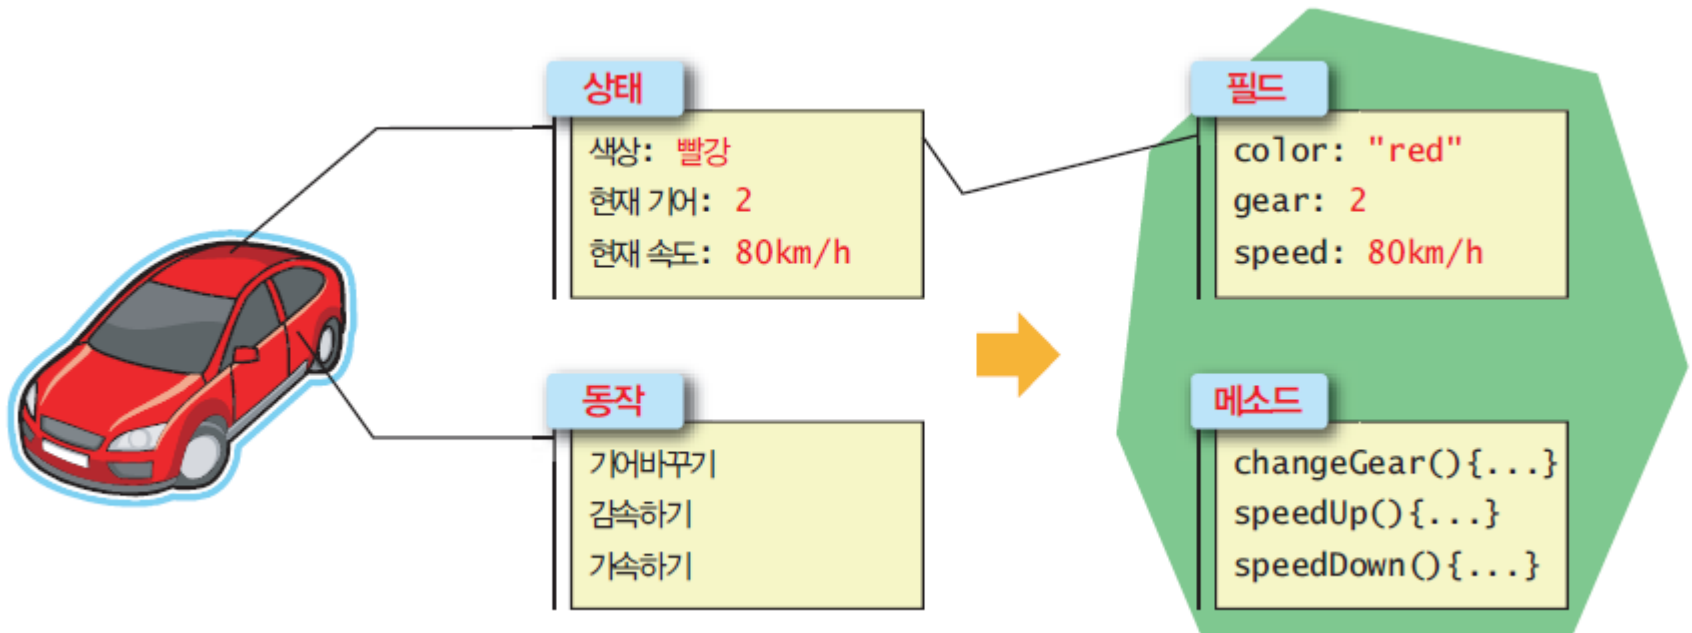 상태
색상: 빨강
현재 기어: 2
현재 속도: 80km/h
동작
기어바꾸기
감속하기
가속하기
필드
color: "red"
gear: 2
speed: 80km/h
메소드
changeGear(){...}
speedUp(){...}
speedDown(){...}